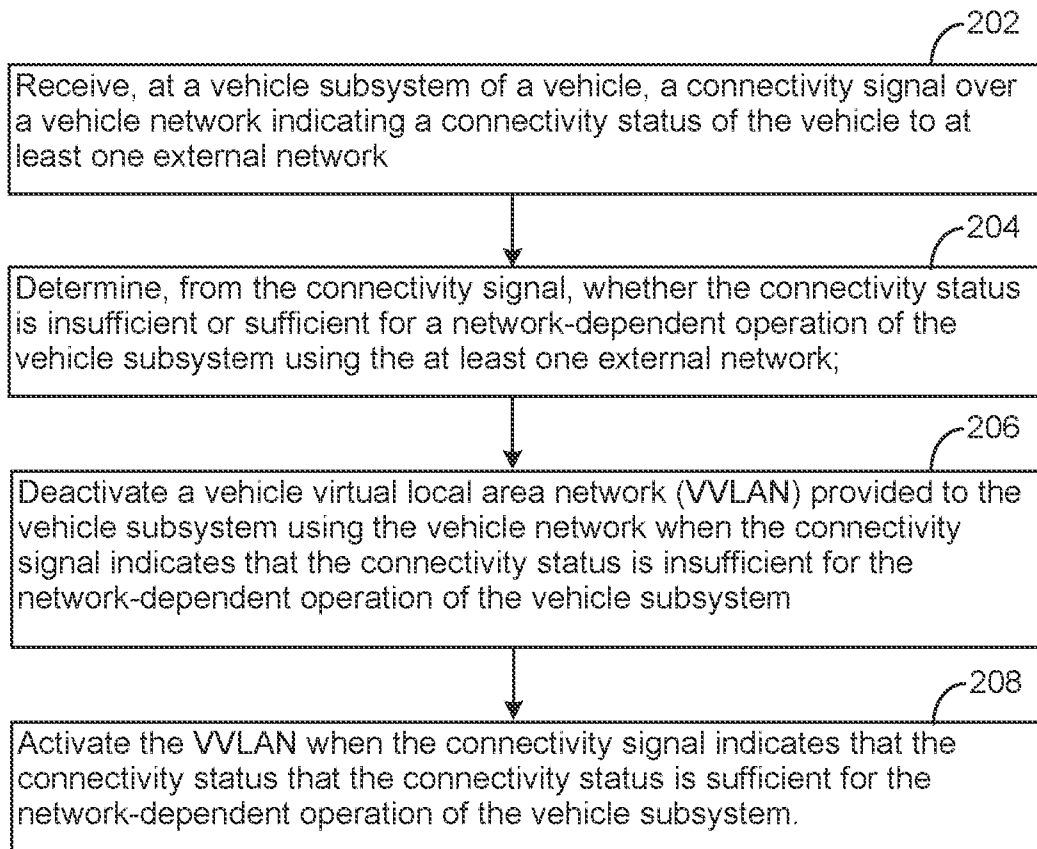 202
Receive, at a vehicle subsystem of a vehicle, a connectivity signal over
a vehicle network indicating a connectivity status of the vehicle to at
least one external network
204
Determine, from the connectivity signal, whether the connectivity status
is insufficient or sufficient for a network-dependent operation of the
vehicle subsystem using the at least one external network;
206
Deactivate a vehicle virtual local area network (VVLAN) provided to the
vehicle subsystem using the vehicle network when the connectivity
signal indicates that the connectivity status is insufficient for the
network-dependent operation of the vehicle subsystem
208
Activate the VVLAN when the connectivity signal indicates that the
connectivity status that the connectivity status is sufficient for the
network-dependent operation of the vehicle subsystem.